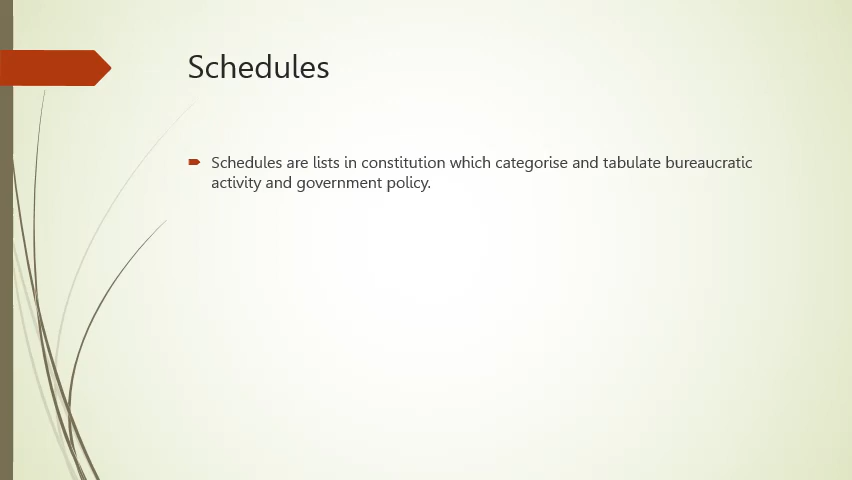 Schedules
Schedules are lists in constitution which categorise and tabulate bureaucratic
activity and government policy.